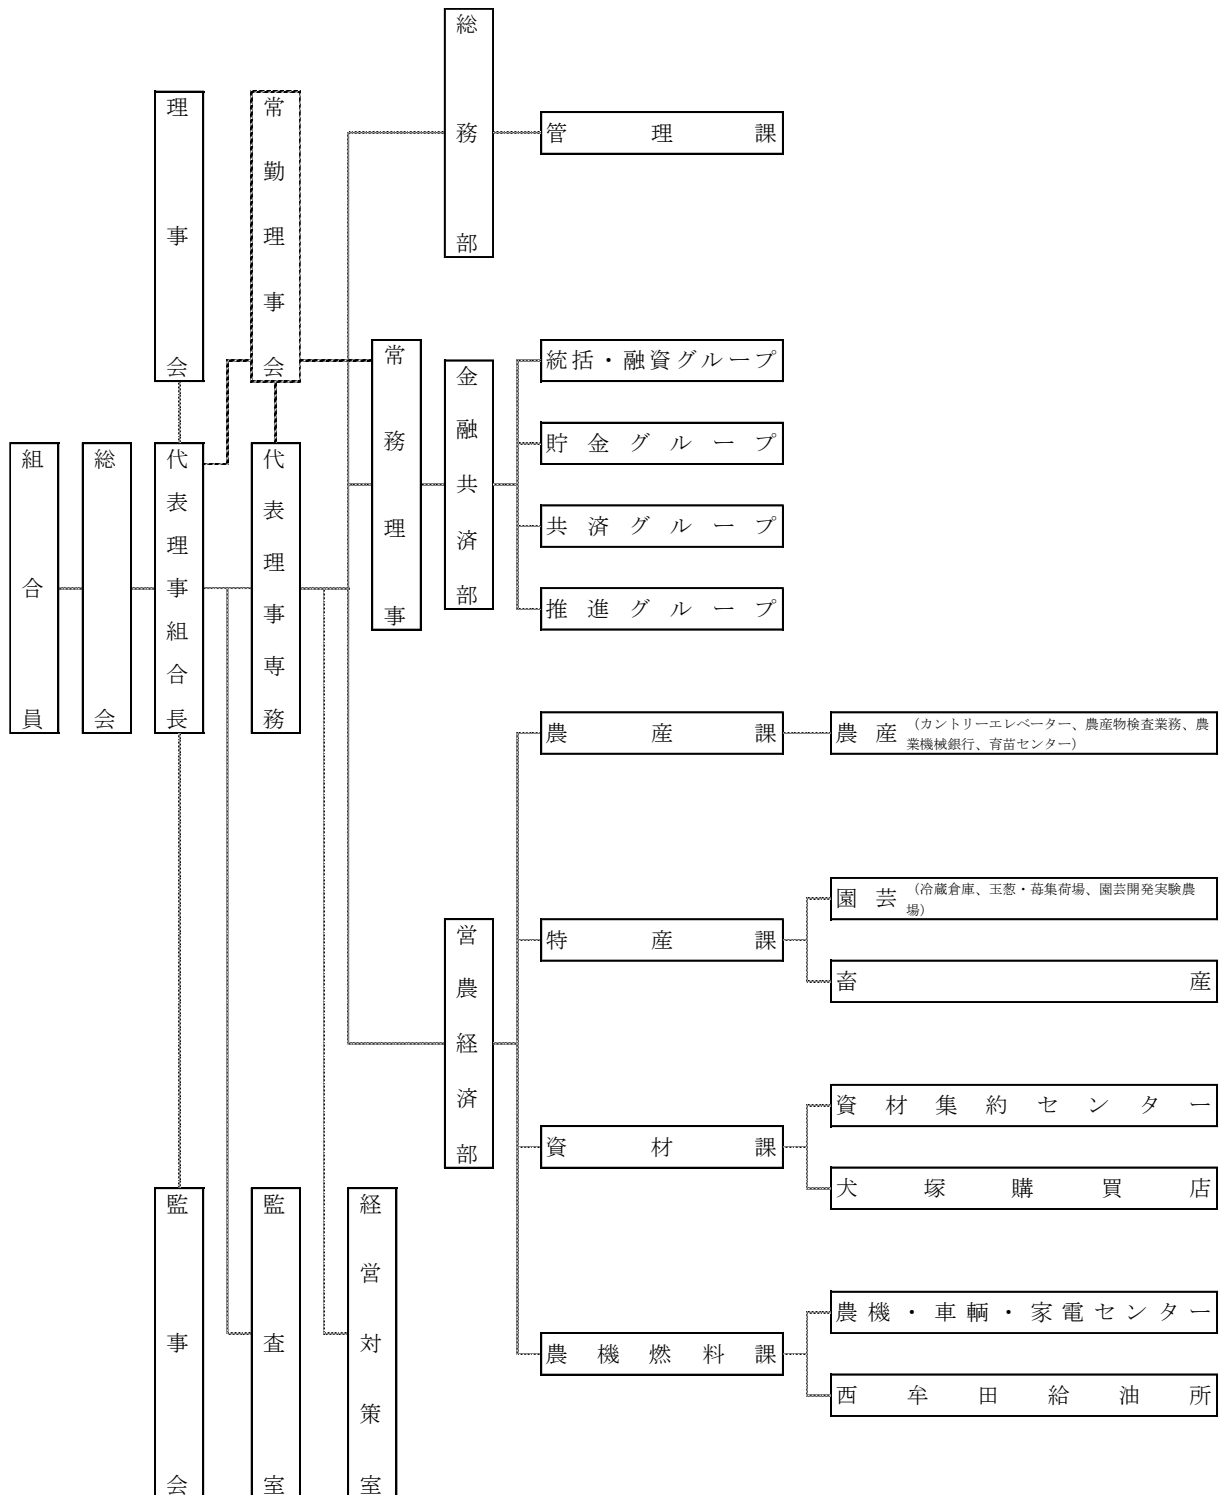 組合員
総会
理事会
代表理事組合長
監事会
常勤理事会
代表理事専務
監査室
経営対策室
常務理事
総務部
管理課
金融共済部
統括・融資グループ
貯金グループ
共済グループ
推進グループ
営農経済部
農産課
農産 (カントリーエレベーター、農産物検査業務、農
業機械銀行、育苗センター)
特産課
園芸 (冷蔵倉庫、玉葱・苺集荷場、園芸開発実験農
場)
畜産
資材課
資材集約センター
犬塚購買店
農機燃料課
農機・車輌・家電センター
西牟田給油所